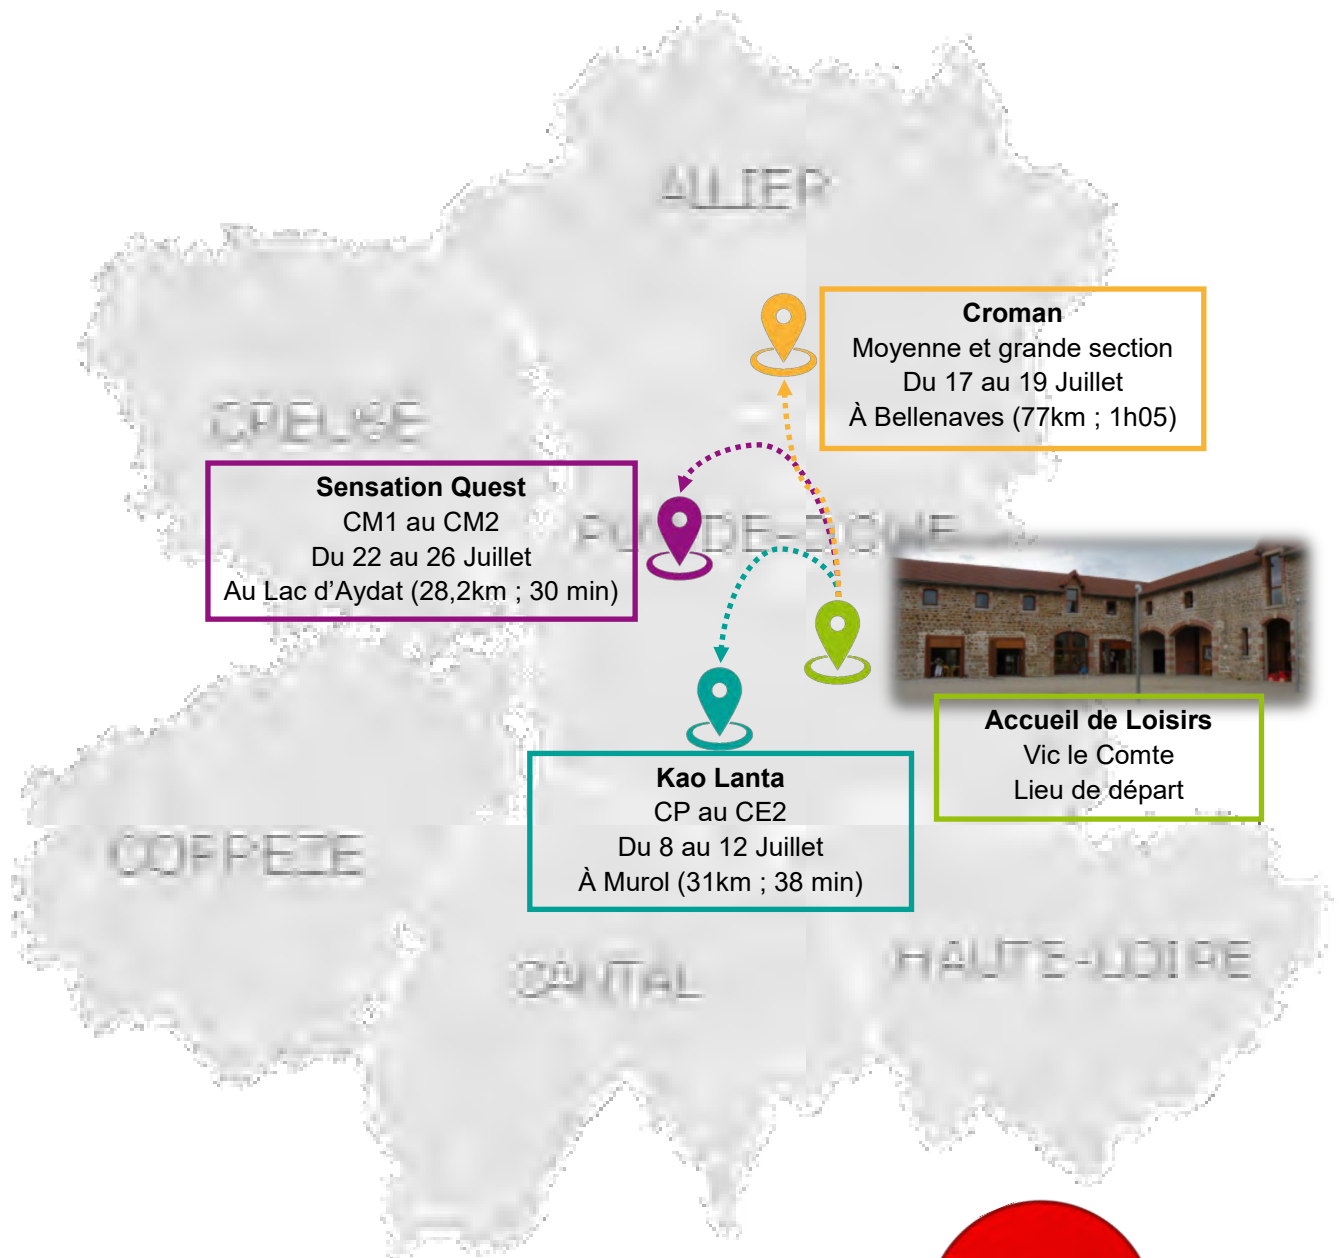 ALLIER
Croman
Moyenne et grande section
Du 17 au 19 Juillet
À Bellenaves (77km ; 1h05)
CREUSE
Sensation Quest
CM1 au CM2
Du 22 au 26 Juillet
Au Lac d’Aydat (28,2km ; 30 min)
PUY-DE-DOME
Accueil de Loisirs
Vic le Comte
Lieu de départ
Kao Lanta
CP au CE2
Du 8 au 12 Juillet
À Murol (31km ; 38 min)
CORREZE
CANTAL
HAUTE-LOIRE